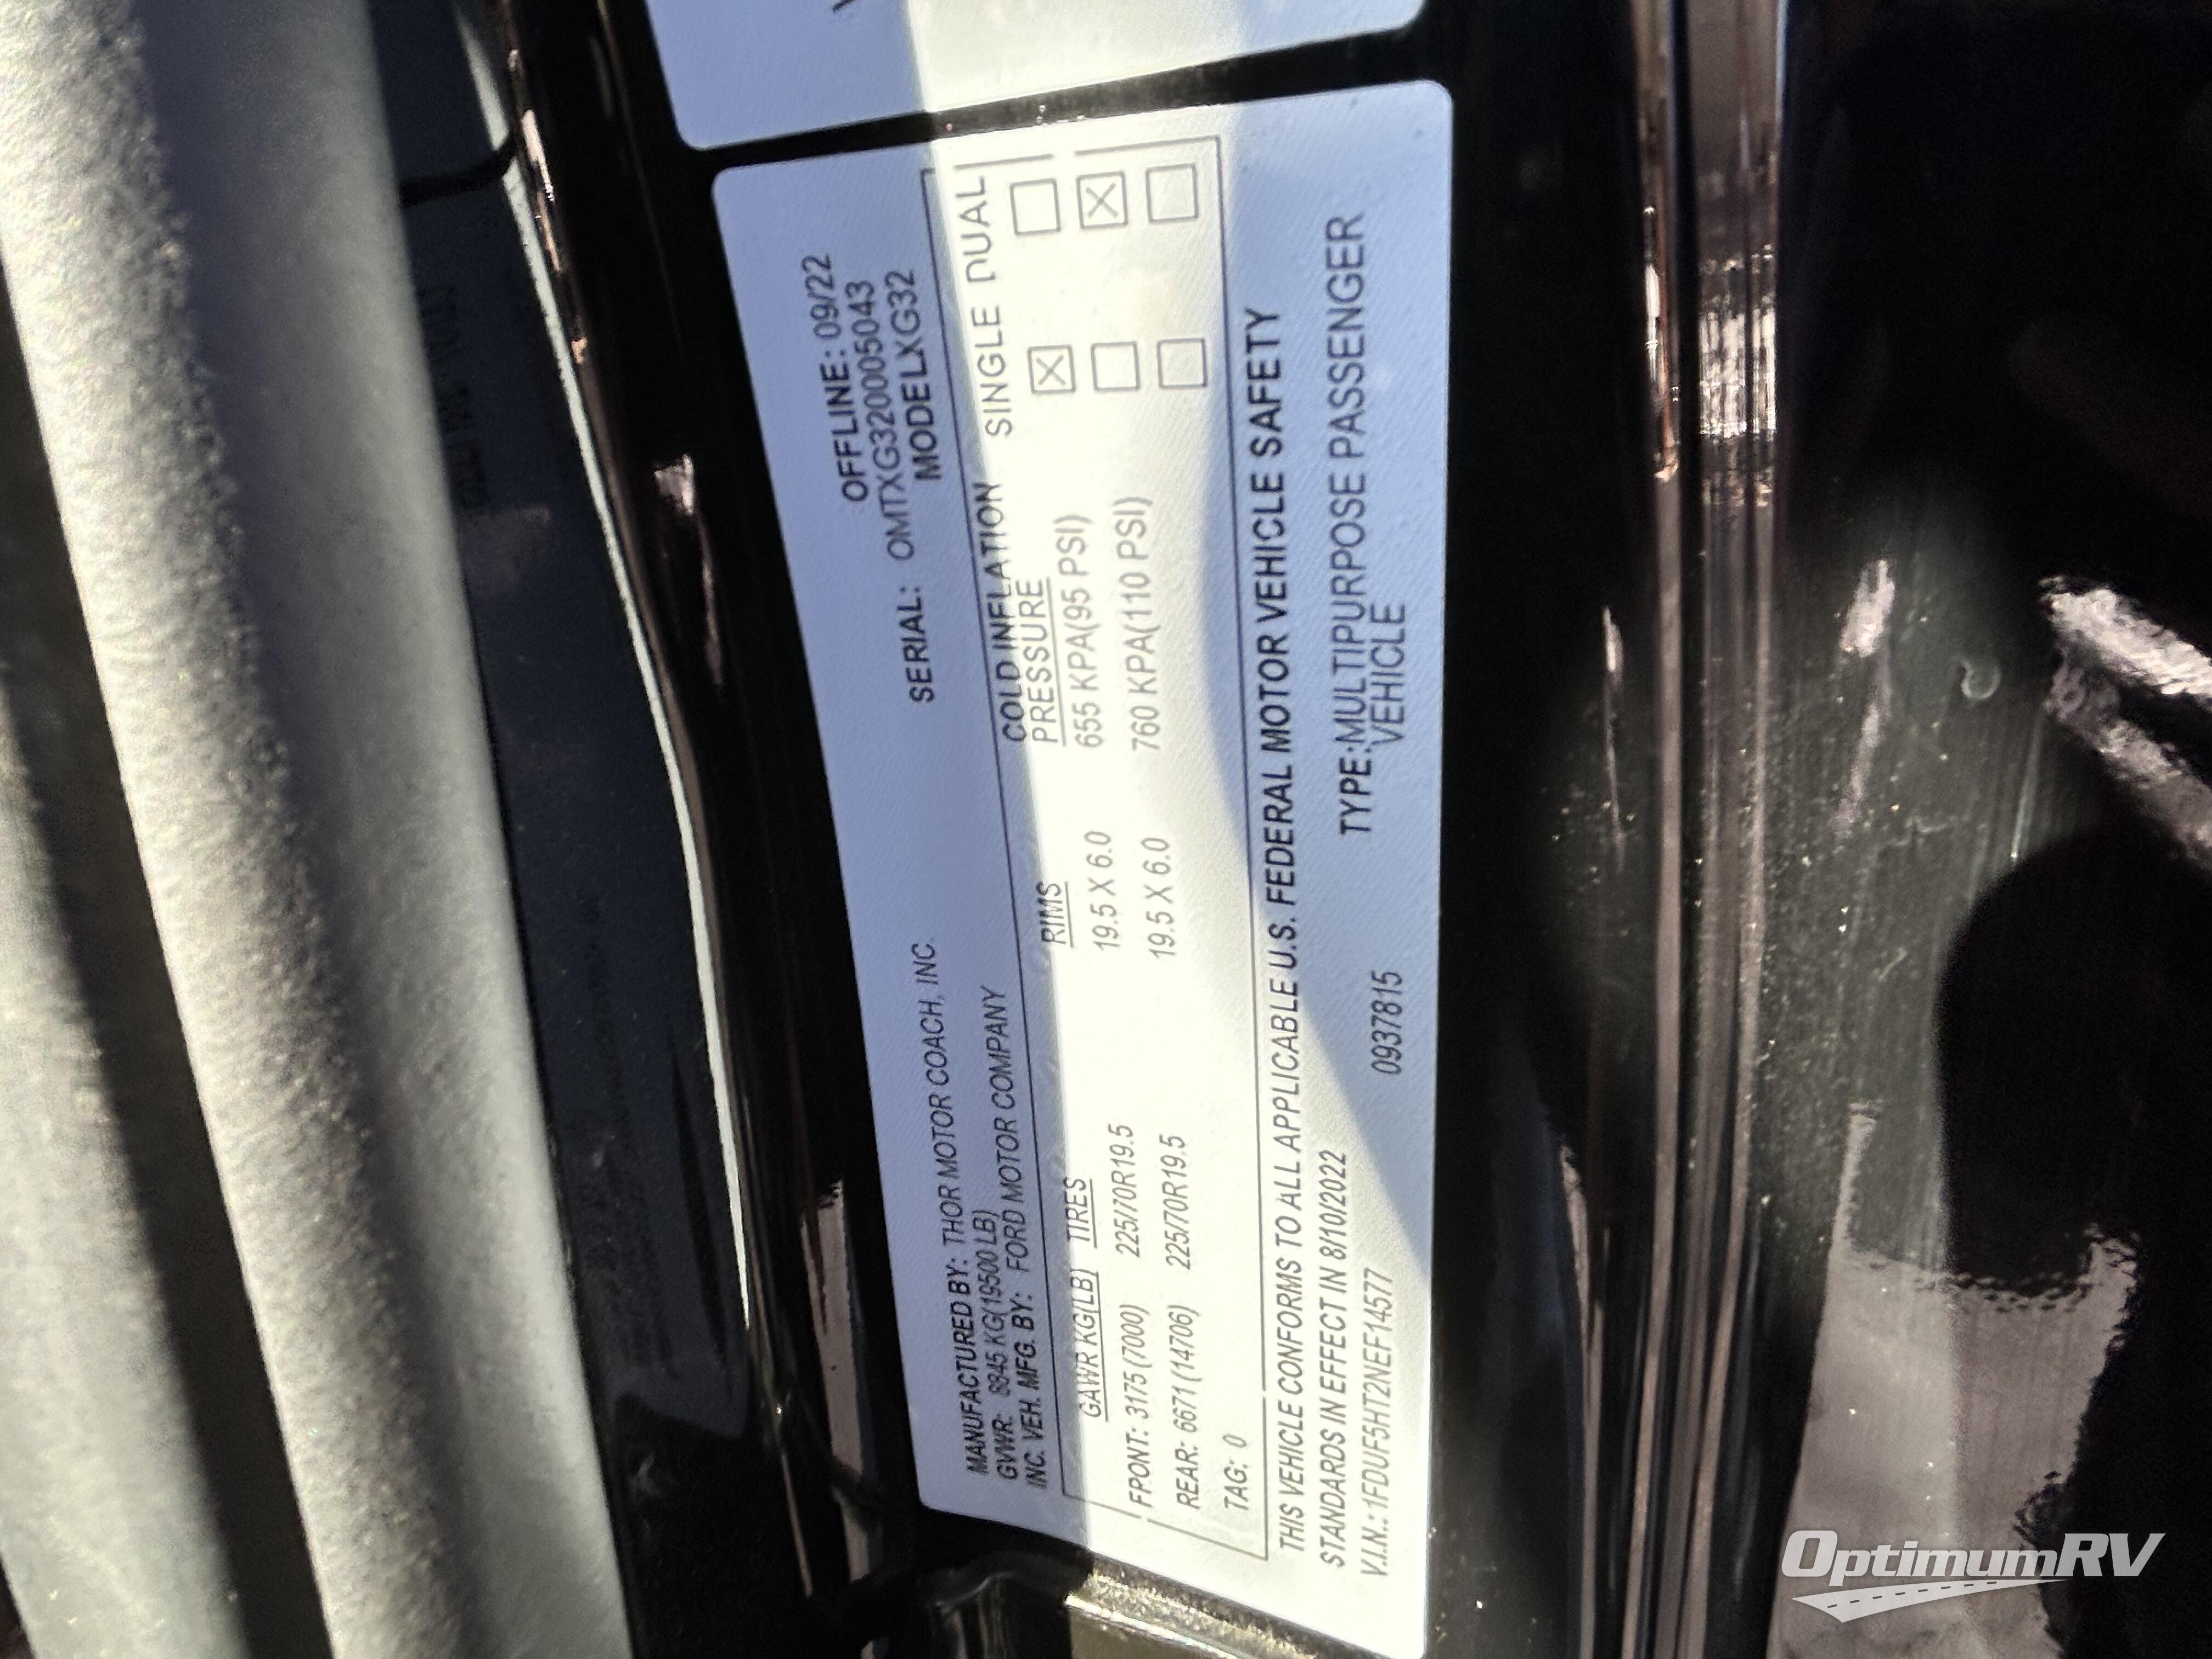 OFFLINE: 09/22
SERIAL: OMTXG320005043
MODELXG32
MANUFACTURED BY: THOR MOTOR COACH, INC.
GVWR: 8845 KG(19500 LB)
INC. VEH. MFG. BY: FORD MOTOR COMPANY
GAWR KG(LB) TIRES RIMS COLD INFLATION PRESSURE SINGLE DUAL
FRONT: 3175 (7000) 225/70R19.5 19.5 X 6.0 655 KPA(95 PSI) ☒ ☐
REAR: 6671 (14706) 225/70R19.5 19.5 X 6.0 760 KPA(110 PSI) ☐ ☒
TAG: 0 ☐ ☐
THIS VEHICLE CONFORMS TO ALL APPLICABLE U.S. FEDERAL MOTOR VEHICLE SAFETY
STANDARDS IN EFFECT IN 8/10/2022 TYPE:MULTIPURPOSE PASSENGER
VEHICLE
V.I.N.: 1FDUF5HT2NEF14577 0937815
OptimumRV